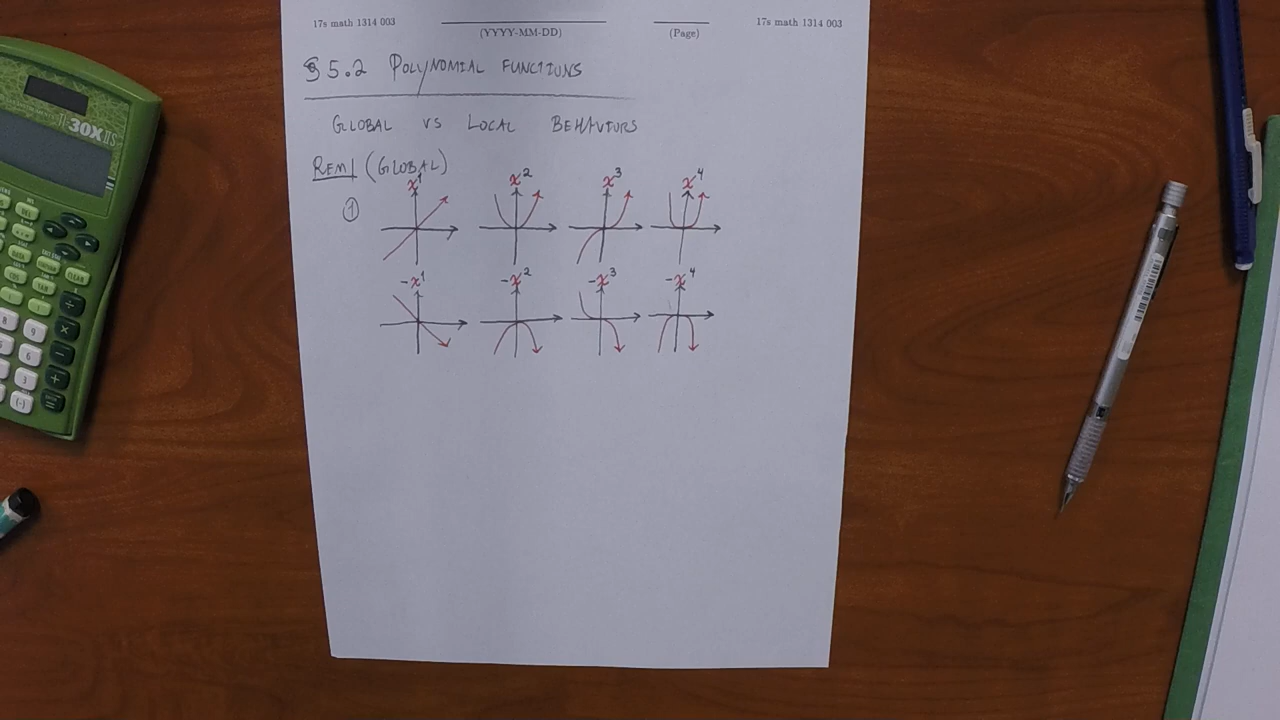 17s math 1314 003
(YYYY-MM-DD)
(Page)
17s math 1314 003
§ 5.2 POLYNOMIAL FUNCTIONS
GLOBAL VS LOCAL BEHAVIORS
REM (GLOBAL)
① x¹ x² x³ x⁴
-x¹ -x² -x³ -x⁴
TI-30X IIS